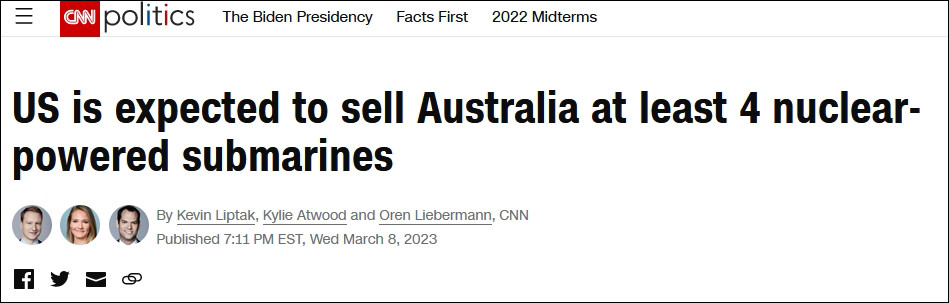 CNN politics The Biden Presidency Facts First 2022 Midterms
US is expected to sell Australia at least 4 nuclear-
powered submarines
By Kevin Liptak, Kylie Atwood and Oren Liebermann, CNN
Published 7:11 PM EST, Wed March 8, 2023